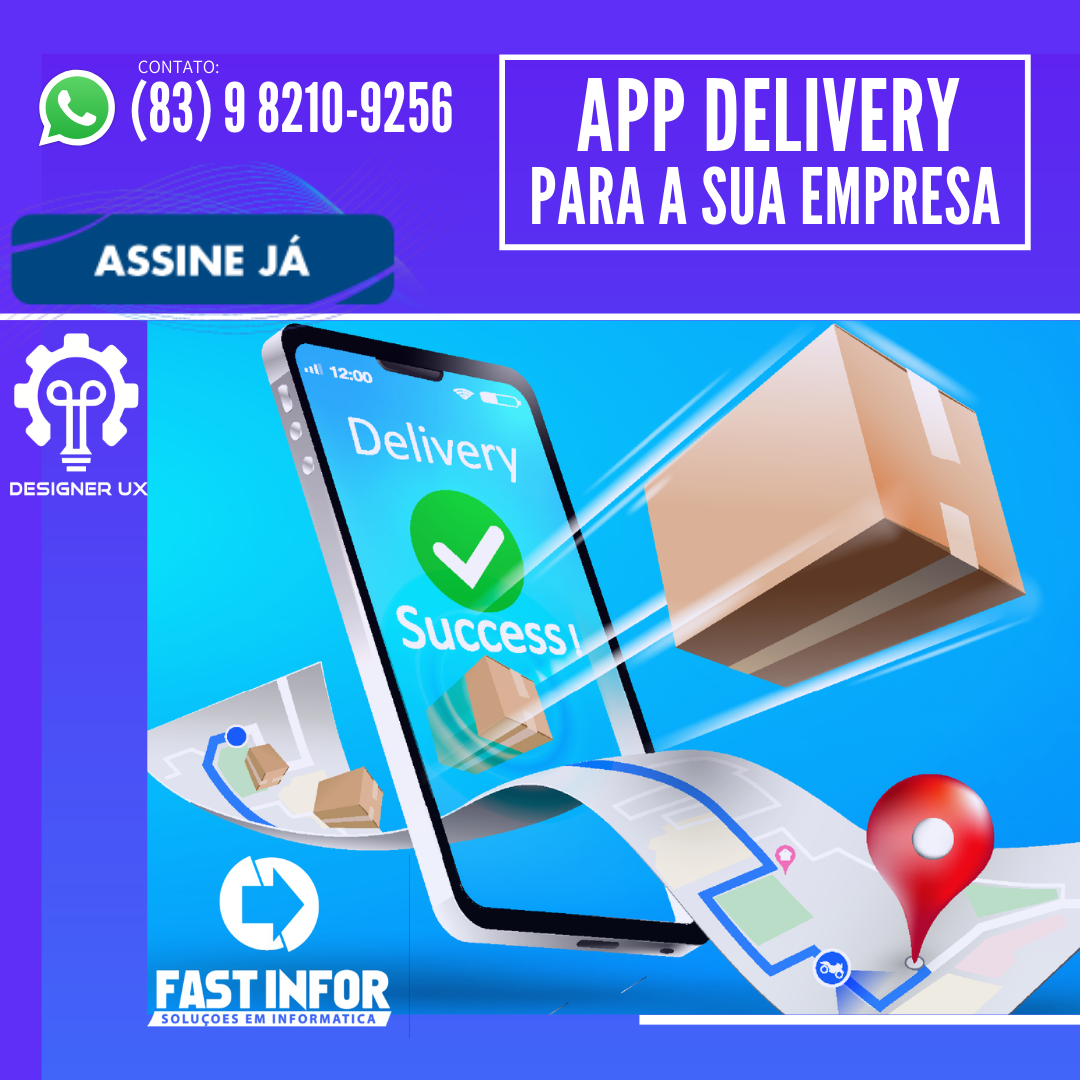 CONTATO:
(83) 9 8210-9256
APP DELIVERY
PARA A SUA EMPRESA
ASSINE JÁ
DESIGNER UX
12:00
Delivery
Success!
FAST INFOR
SOLUÇOES EM INFORMATICA